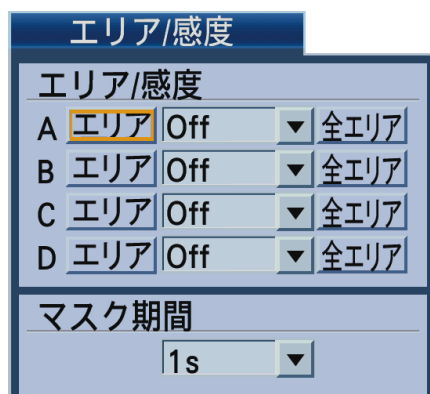 エリア/感度
エリア/感度
A エリア Off 全エリア
B エリア Off 全エリア
C エリア Off 全エリア
D エリア Off 全エリア
マスク期間
1s